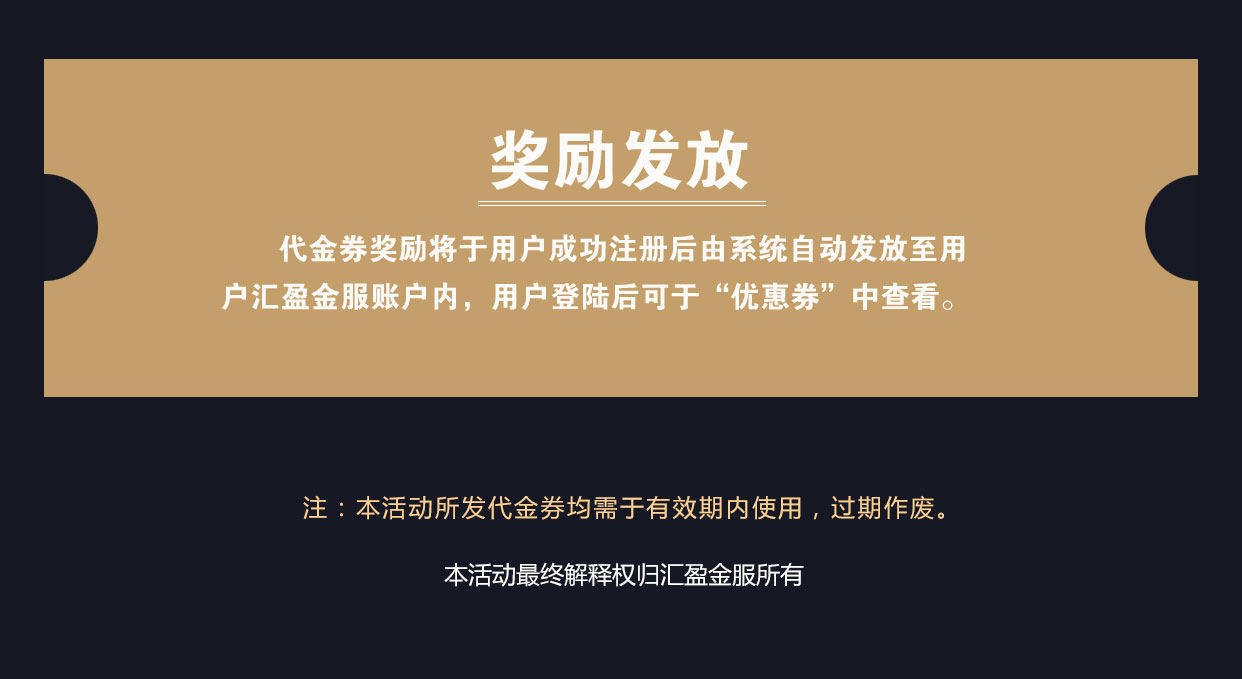 奖励发放
代金券奖励将于用户成功注册后由系统自动发放至用
户汇盈金服账户内，用户登陆后可于“优惠券”中查看。
注：本活动所发代金券均需于有效期内使用，过期作废。
本活动最终解释权归汇盈金服所有